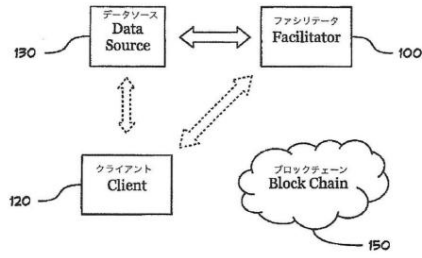 データソース
Data
Source
130
ファシリテータ
Facilitator
100
クライアント
Client
120
ブロックチェーン
Block Chain
150